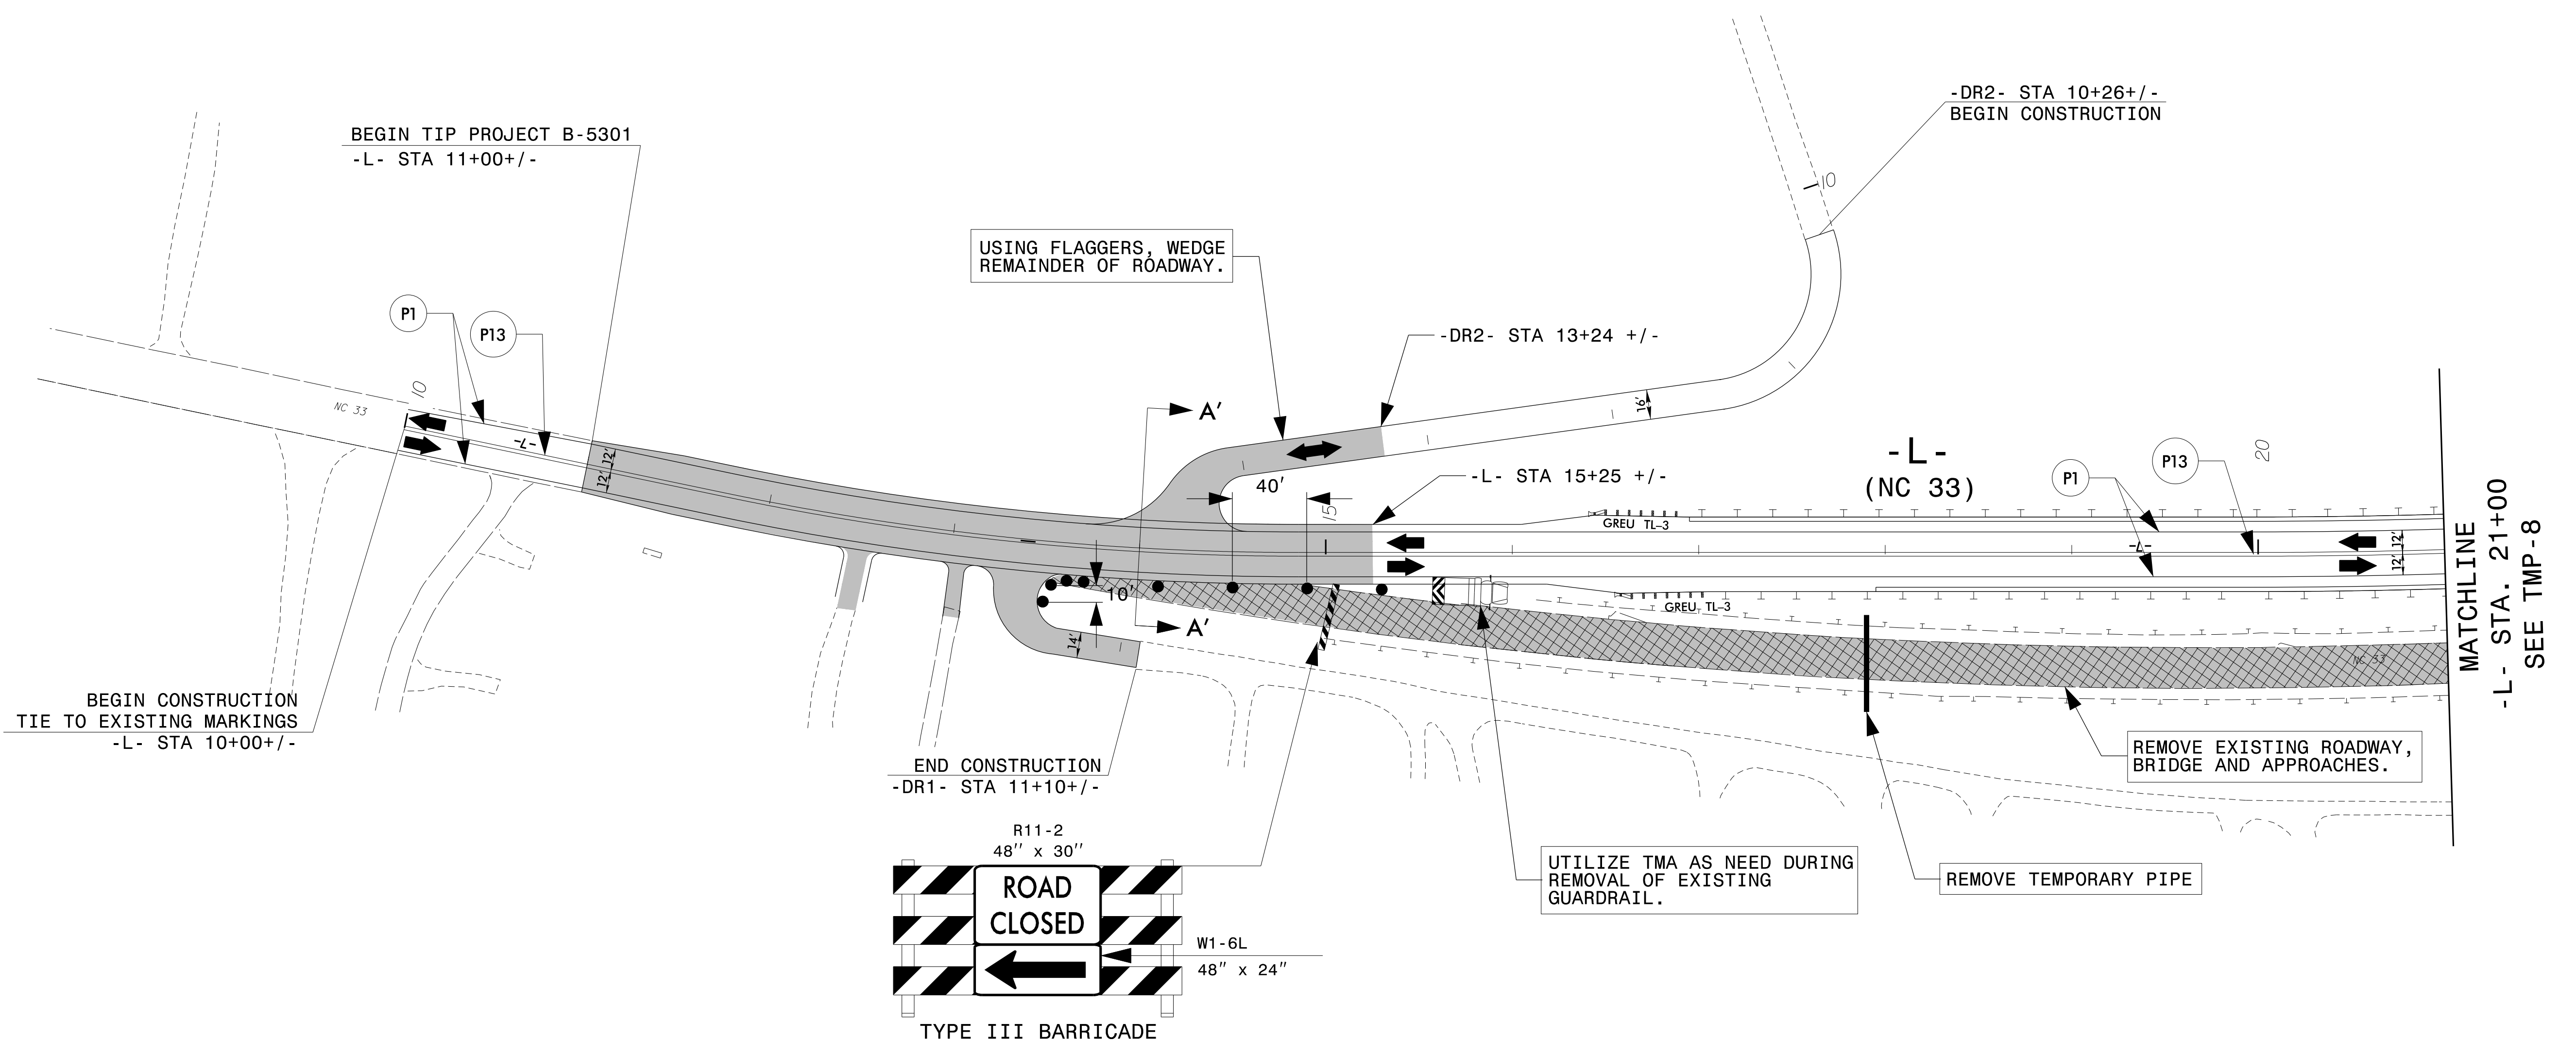 -DR2- STA 10+26+/-
BEGIN CONSTRUCTION
BEGIN TIP PROJECT B-5301
-L- STA 11+00+/-
10
USING FLAGGERS, WEDGE
REMAINDER OF ROADWAY.
P1
P13
-DR2- STA 13+24 +/-
10
NC 33
A'
16'
-L-
12'
12'
-L-
(NC 33)
20
P1
P13
-L- STA 15+25 +/-
40'
15
GREU TL-3
-L-
12'
12'
MATCHLINE
-L- STA. 21+00
SEE TMP-8
10'
GREU TL-3
A'
14'
NC 33
BEGIN CONSTRUCTION
TIE TO EXISTING MARKINGS
-L- STA 10+00+/-
END CONSTRUCTION
-DR1- STA 11+10+/-
REMOVE EXISTING ROADWAY,
BRIDGE AND APPROACHES.
R11-2
48" x 30"
ROAD
CLOSED
UTILIZE TMA AS NEED DURING
REMOVAL OF EXISTING
GUARDRAIL.
REMOVE TEMPORARY PIPE
W1-6L
48" x 24"
TYPE III BARRICADE